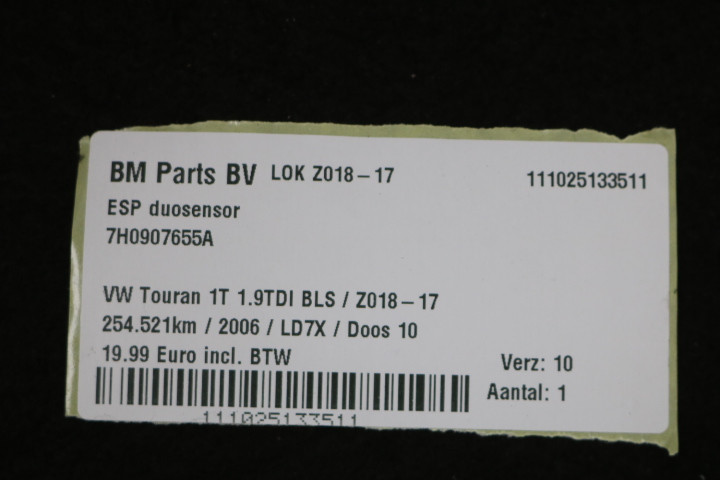 BM Parts BV LOK Z018-17 111025133511
ESP duosensor
7H0907655A
VW Touran 1T 1.9TDI BLS / Z018-17
254.521km / 2006 / LD7X / Doos 10
19.99 Euro incl. BTW
Verz: 10
Aantal: 1
111025133511